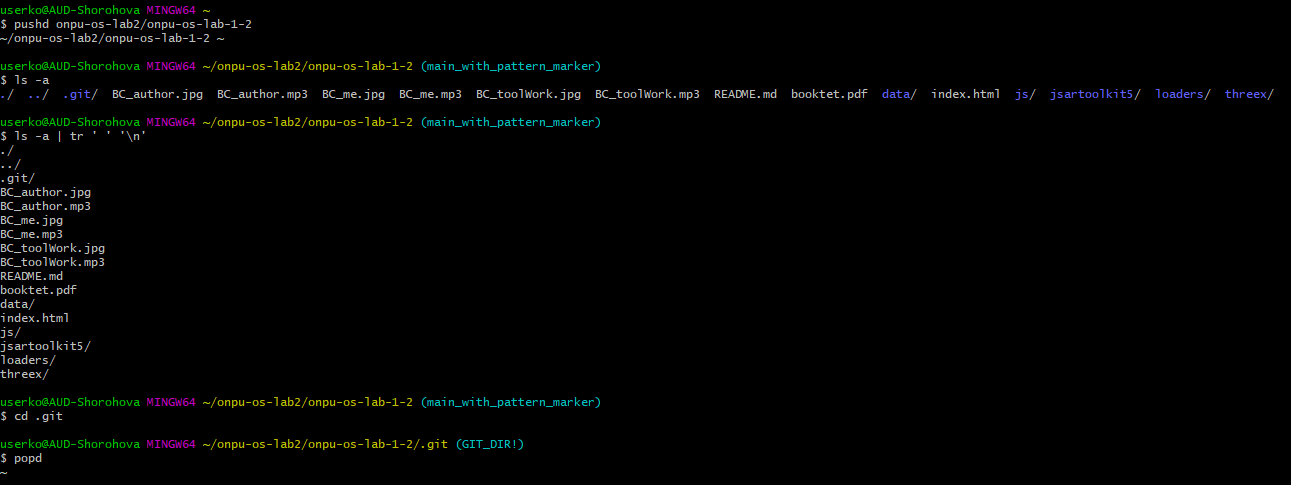 userko@AUD-Shorohova MINGW64 ~
$ pushd onpu-os-lab2/onpu-os-lab-1-2
~/onpu-os-lab2/onpu-os-lab-1-2 ~
userko@AUD-Shorohova MINGW64 ~/onpu-os-lab2/onpu-os-lab-1-2 (main_with_pattern_marker)
$ ls -a
./  ../  .git/  BC_author.jpg  BC_author.mp3  BC_me.jpg  BC_me.mp3  BC_toolWork.jpg  BC_toolWork.mp3  README.md  booktet.pdf  data/  index.html  js/  jsartoolkit5/  loaders/  threex/
userko@AUD-Shorohova MINGW64 ~/onpu-os-lab2/onpu-os-lab-1-2 (main_with_pattern_marker)
$ ls -a | tr ' ' '\n'
./
../
.git/
BC_author.jpg
BC_author.mp3
BC_me.jpg
BC_me.mp3
BC_toolWork.jpg
BC_toolWork.mp3
README.md
booktet.pdf
data/
index.html
js/
jsartoolkit5/
loaders/
threex/
userko@AUD-Shorohova MINGW64 ~/onpu-os-lab2/onpu-os-lab-1-2 (main_with_pattern_marker)
$ cd .git
userko@AUD-Shorohova MINGW64 ~/onpu-os-lab2/onpu-os-lab-1-2/.git (GIT_DIR!)
$ popd
~